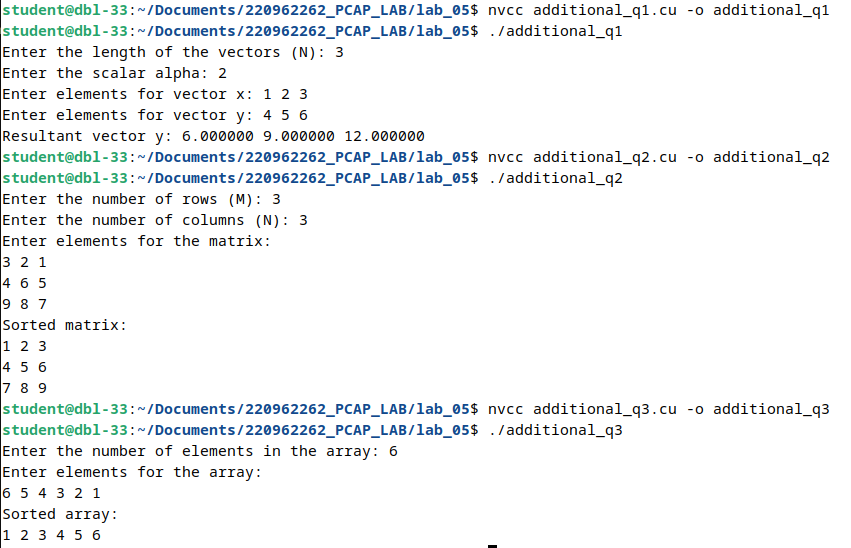 student@dbl-33:~/Documents/220962262_PCAP_LAB/lab_05$ nvcc additional_q1.cu -o additional_q1
student@dbl-33:~/Documents/220962262_PCAP_LAB/lab_05$ ./additional_q1
Enter the length of the vectors (N): 3
Enter the scalar alpha: 2
Enter elements for vector x: 1 2 3
Enter elements for vector y: 4 5 6
Resultant vector y: 6.000000 9.000000 12.000000
student@dbl-33:~/Documents/220962262_PCAP_LAB/lab_05$ nvcc additional_q2.cu -o additional_q2
student@dbl-33:~/Documents/220962262_PCAP_LAB/lab_05$ ./additional_q2
Enter the number of rows (M): 3
Enter the number of columns (N): 3
Enter elements for the matrix:
3 2 1
4 6 5
9 8 7
Sorted matrix:
1 2 3
4 5 6
7 8 9
student@dbl-33:~/Documents/220962262_PCAP_LAB/lab_05$ nvcc additional_q3.cu -o additional_q3
student@dbl-33:~/Documents/220962262_PCAP_LAB/lab_05$ ./additional_q3
Enter the number of elements in the array: 6
Enter elements for the array:
6 5 4 3 2 1
Sorted array:
1 2 3 4 5 6